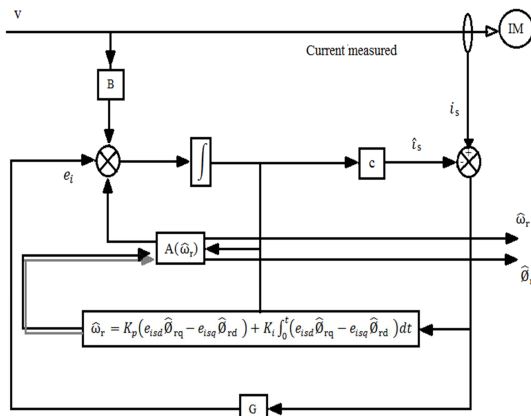 v
IM
Current measured
B
i_s
î_s
+
-
e_i
∫
c
ω̂_r
A(ω̂_r)
Ø̂
ω̂_r = K_p(e_isd Ø̂_rq − e_isq Ø̂_rd) + K_i ∫_0^t (e_isd Ø̂_rq − e_isq Ø̂_rd)dt
G